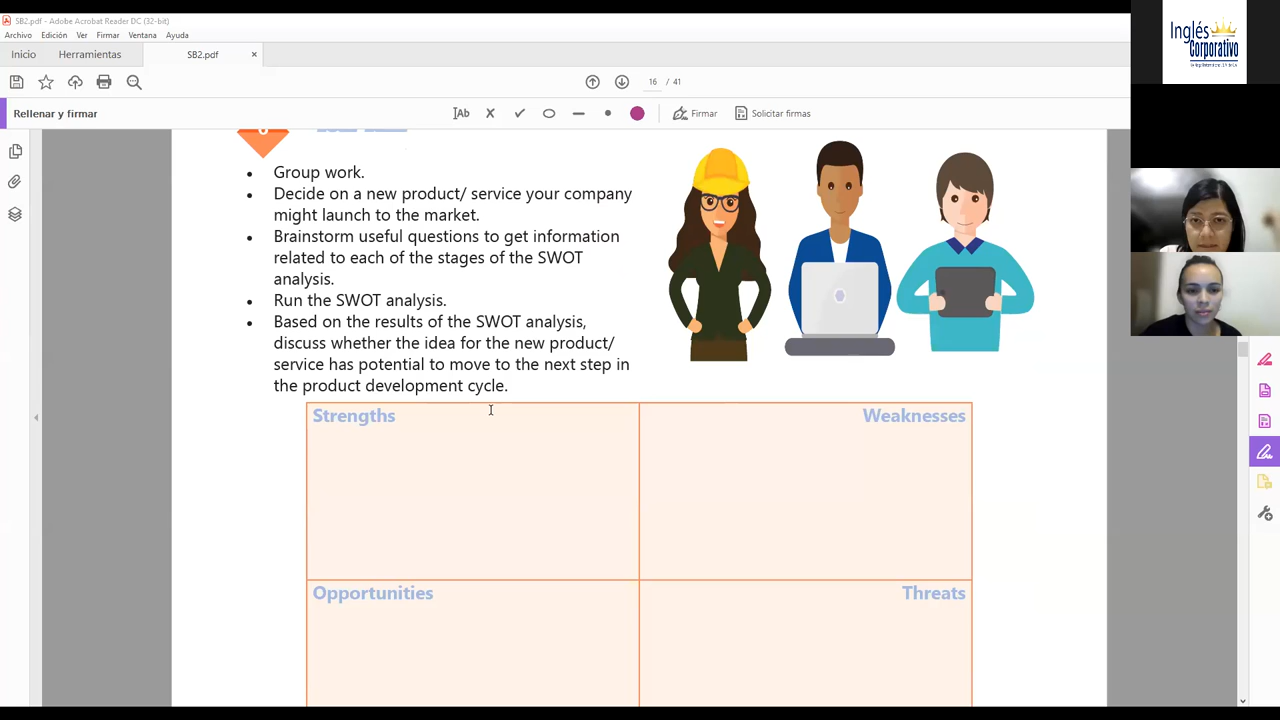 SB2.pdf - Adobe Acrobat Reader DC (32-bit)
Archivo Edición Ver Firmar Ventana Ayuda
Inicio Herramientas SB2.pdf ×
16 / 41
Rellenar y firmar
Ab
Firmar
Solicitar firmas
Inglés
Corporativo
• Group work.
• Decide on a new product/ service your company
might launch to the market.
• Brainstorm useful questions to get information
related to each of the stages of the SWOT
analysis.
• Run the SWOT analysis.
• Based on the results of the SWOT analysis,
discuss whether the idea for the new product/
service has potential to move to the next step in
the product development cycle.
Strengths
Weaknesses
Opportunities
Threats